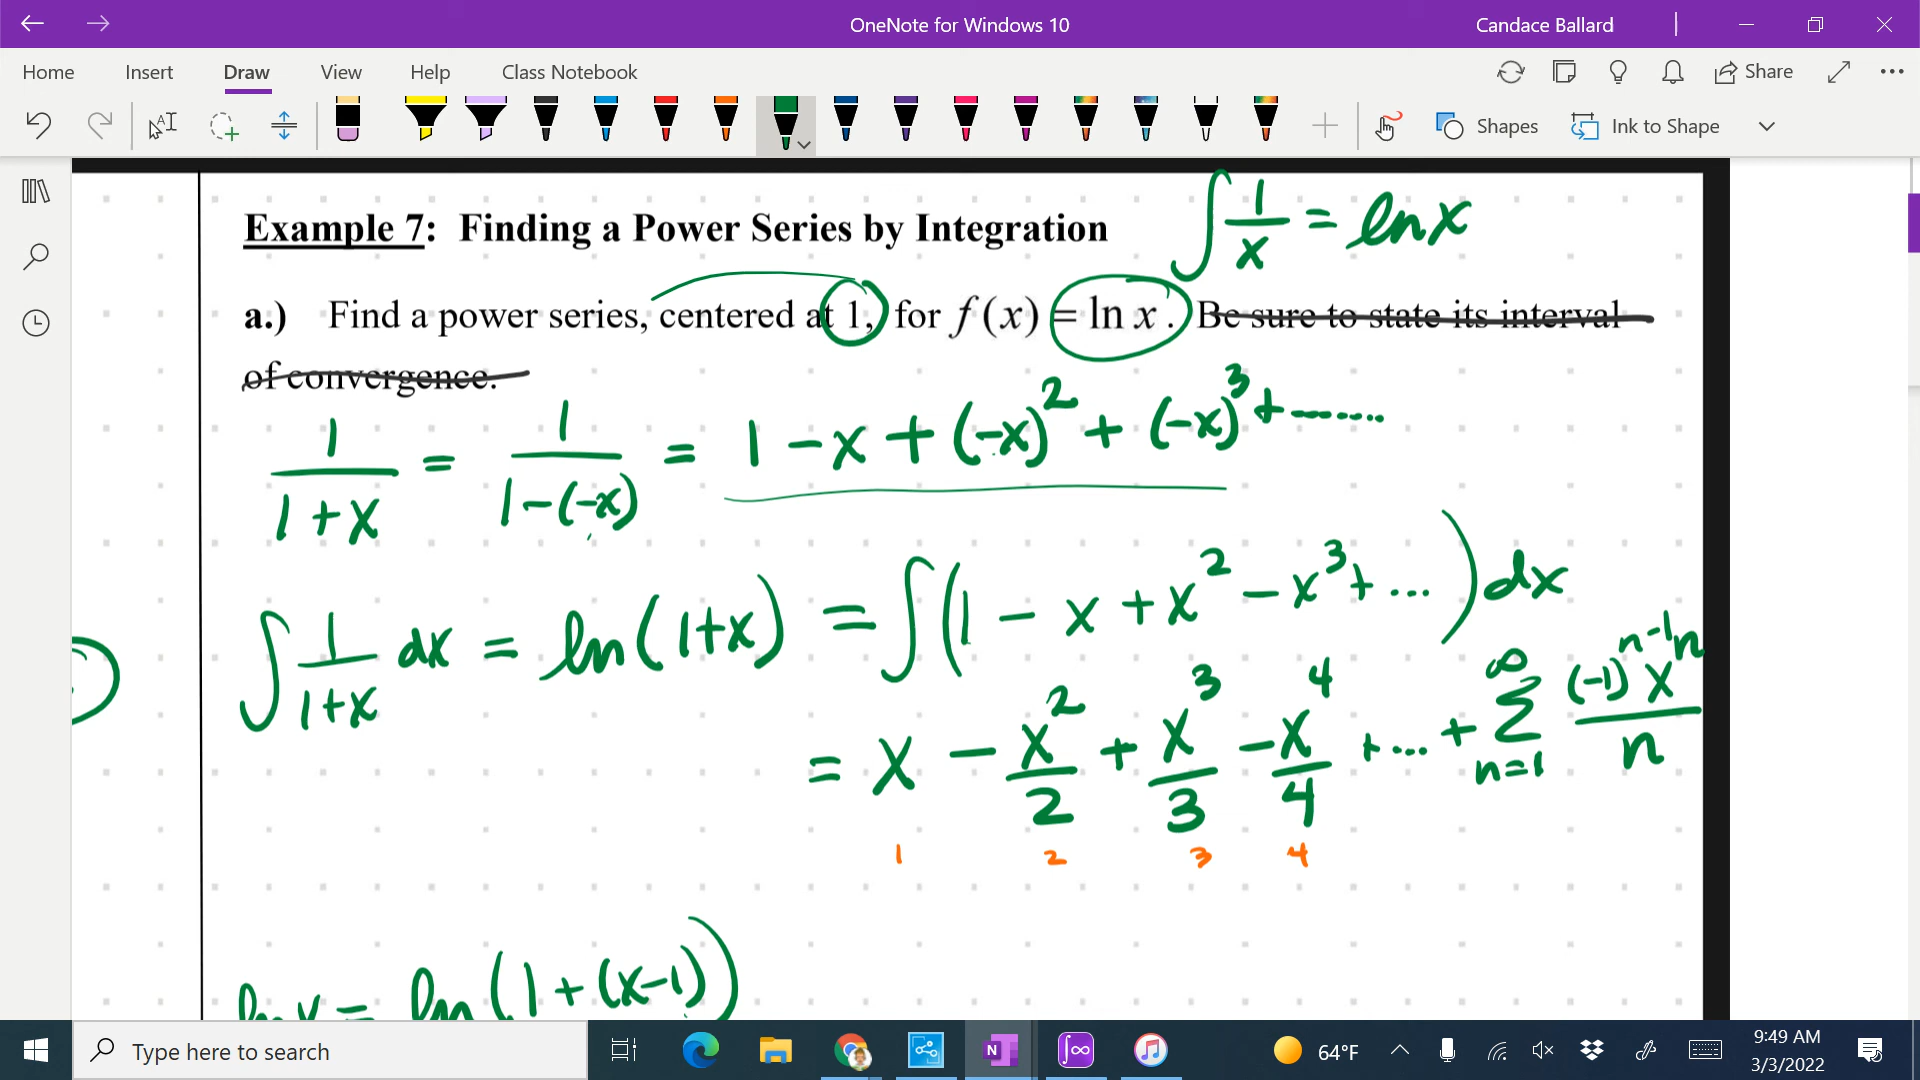 OneNote for Windows 10
Candace Ballard
Home Insert Draw View Help Class Notebook Share
Shapes Ink to Shape
∫ 1/x = ln x
Example 7: Finding a Power Series by Integration
a.) Find a power series, centered at 1, for f(x) = ln x. Be sure to state its interval
of convergence.
1/(1+x) = 1/(1-(-x)) = 1 - x + (-x)^2 + (-x)^3 + ......
∫ 1/(1+x) dx = ln(1+x) = ∫(1 - x + x^2 - x^3 + ...) dx
= x - x^2/2 + x^3/3 - x^4/4 + ... + ∑_{n=1}^{∞} (-1)^{n-1} x^n / n
1 2 3 4
ln x = ln(1+(x-1))
Type here to search
N
64°F
9:49 AM
3/3/2022